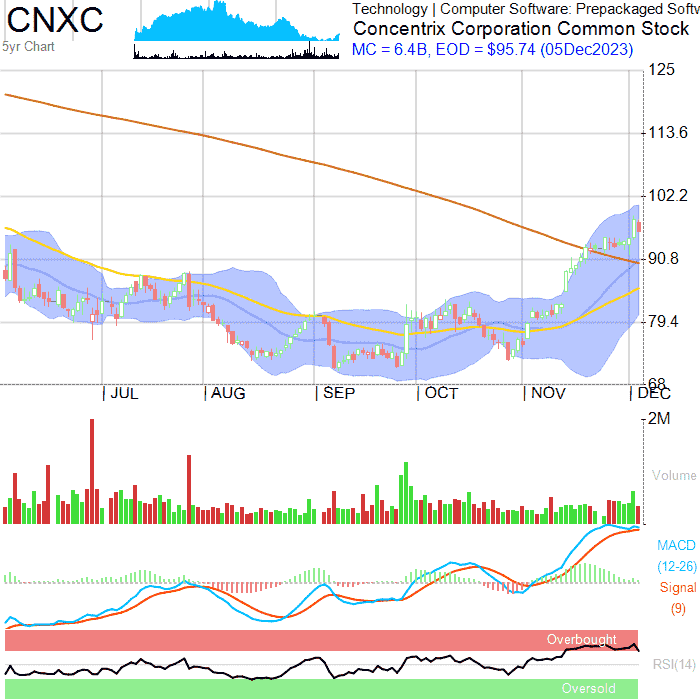 CNXC
5yr Chart
Technology | Computer Software: Prepackaged Softw
Concentrix Corporation Common Stock
MC = 6.4B, EOD = $95.74 (05Dec2023)
125
113.6
102.2
90.8
79.4
68
JUL
AUG
SEP
OCT
NOV
DEC
2M
Volume
MACD
(12-26)
Signal
(9)
Overbought
RSI(14)
Oversold